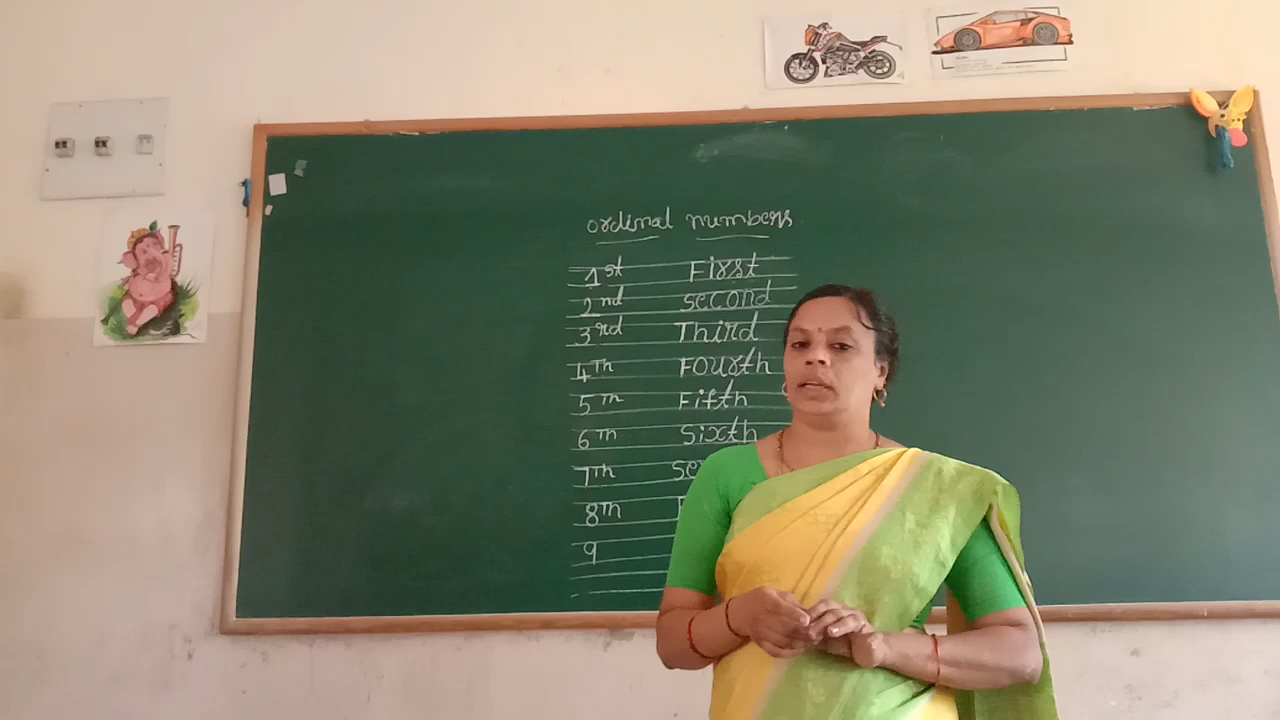 ordinal numbers
1st First
2nd second
3rd Third
4Th Fourth
5Th Fifth
6Th Sixth
7Th
8Th
9